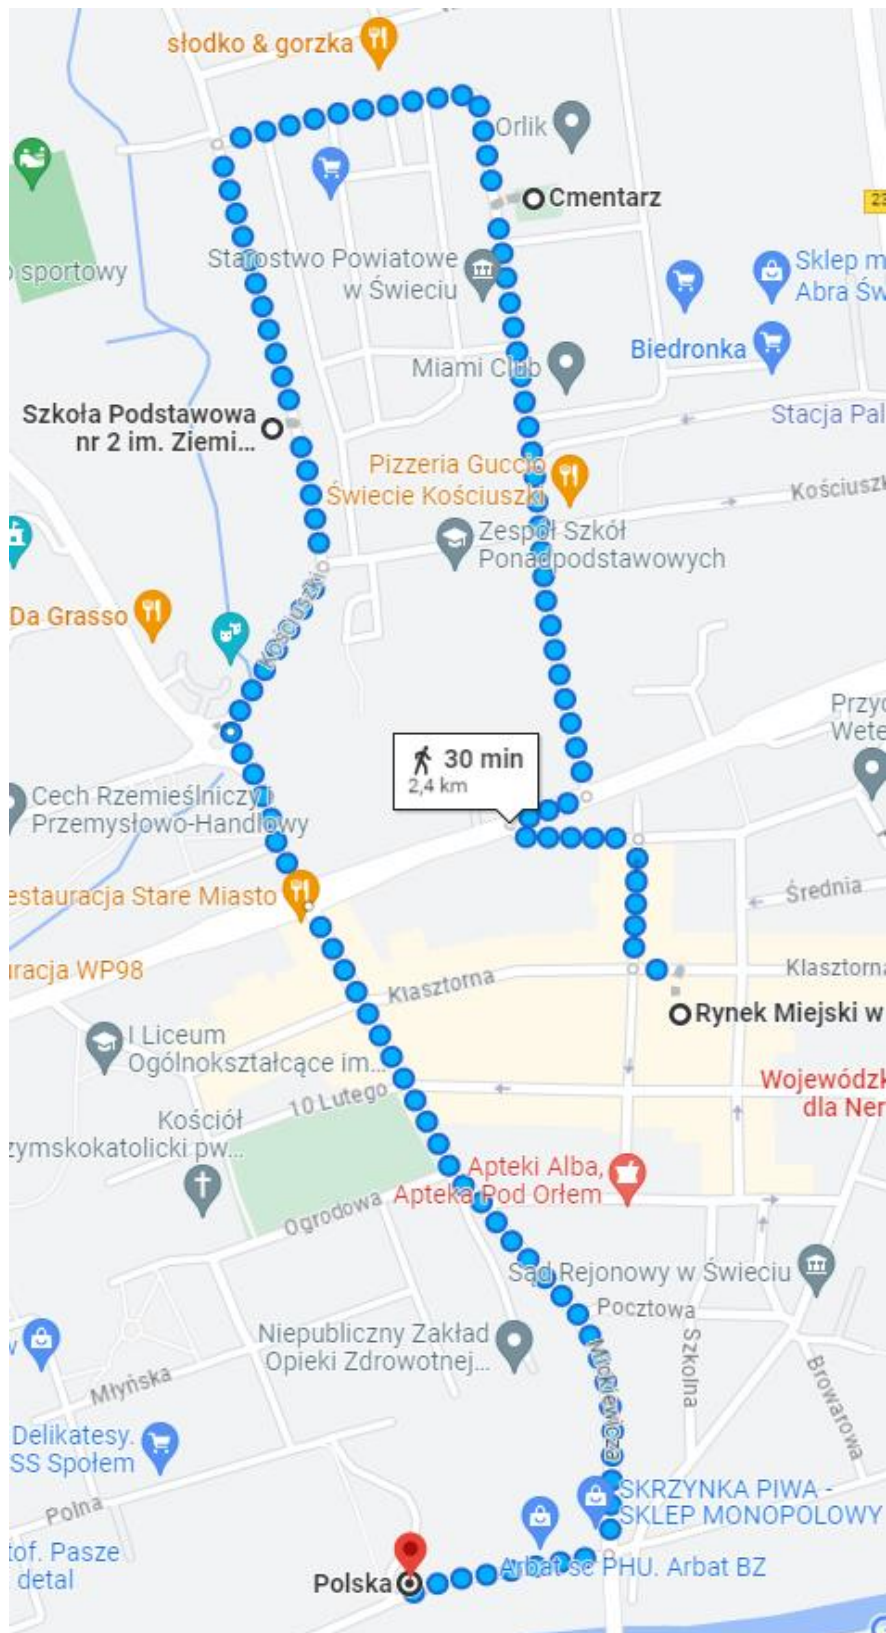 słodko & gorzka
Orlik
Cmentarz
23
o sportowy
Starostwo Powiatowe
w Świeciu
Sklep m
Abra Św
Biedronka
Miami Club
Szkoła Podstawowa
nr 2 im. Ziemi...
Stacja Pal
Pizzeria Guccio
Świecie Kościuszki
Kościuszk
Zespół Szkół
Ponadpodstawowych
Da Grasso
Kościuszki
Przyc
Wete
30 min
2,4 km
Cech Rzemieślniczy i
Przemysłowo-Handlowy
estauracja Stare Miasto
Średnia
racja WP98
Klasztorna
Klasztorna
Rynek Miejski w
I Liceum
Ogólnokształcące im...
10 Lutego
Wojewódzk
dla Ner
Kościół
zymskokatolicki pw...
Apteki Alba,
Apteka Pod Orłem
Ogrodowa
Sąd Rejonowy w Świeciu
Pocztowa
Niepubliczny Zakład
Opieki Zdrowotnej...
Mickiewicza
Szkolna
Browarowa
Młyńska
Delikatesy.
SS Społem
Polna
SKRZYNKA PIWA -
SKLEP MONOPOLOWY
tof. Pasze
detal
Arbat sc PHU. Arbat BZ
Polska